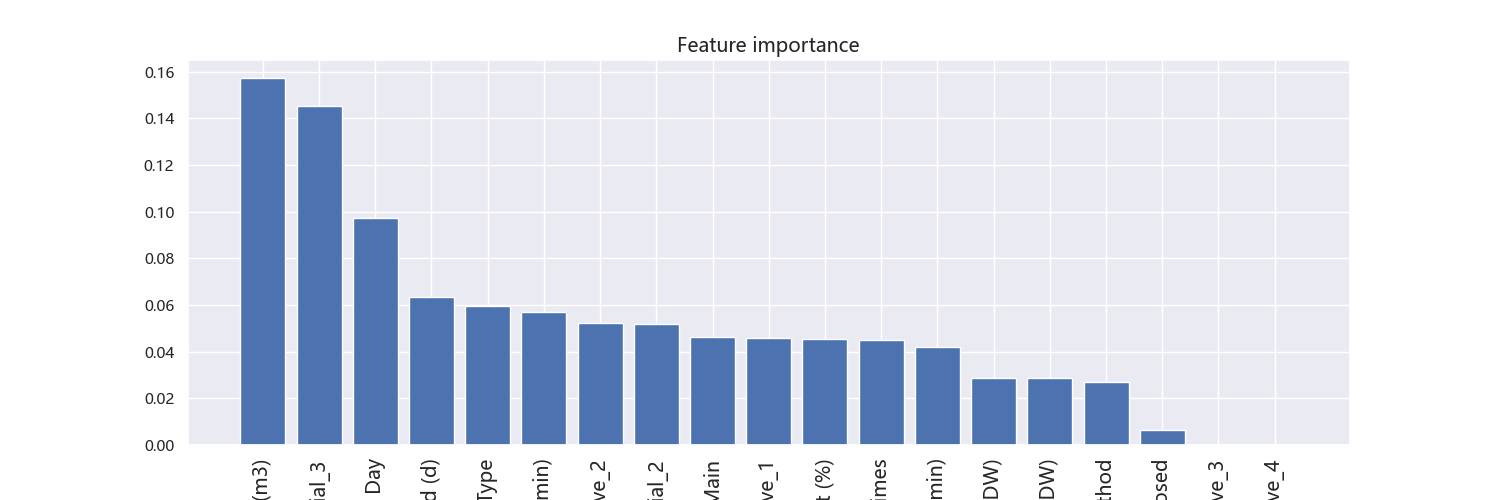 Feature importance
0.16
0.14
0.12
0.10
0.08
0.06
0.04
0.02
0.00
(m3)
ial_3
Day
d (d)
Type
min)
ve_2
ial_2
Main
ve_1
t (%)
imes
min)
DW)
DW)
thod
osed
ve_3
ve_4